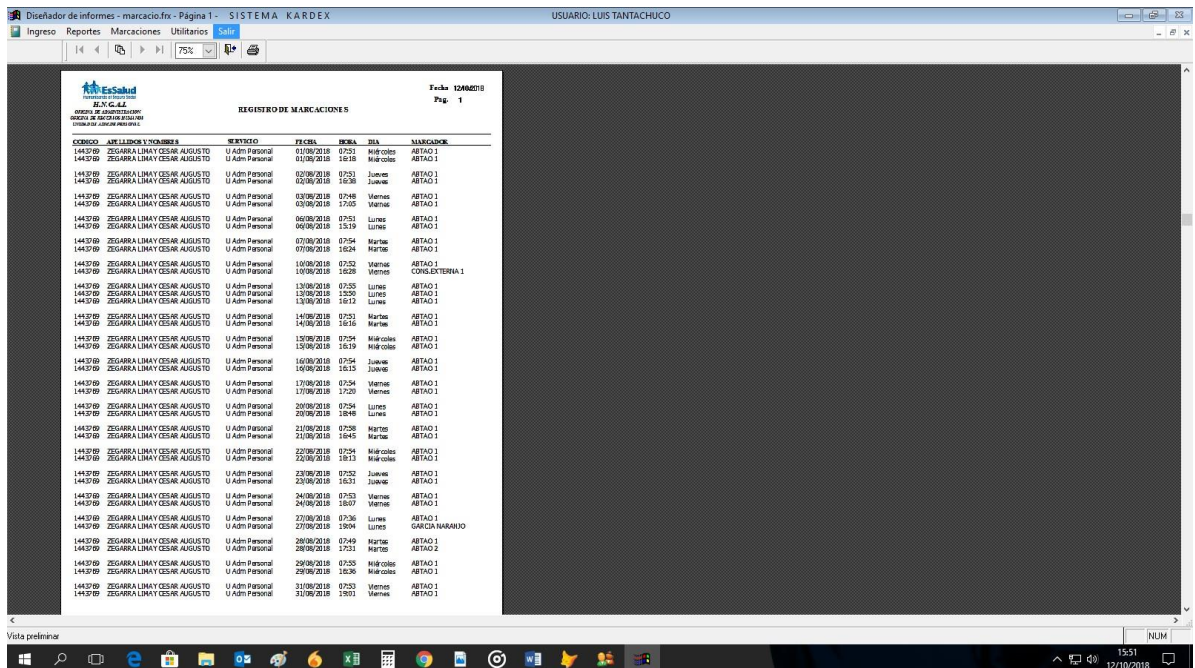 Diseñador de informes - marcacio.frx - Página 1 - SISTEMA KARDEX USUARIO: LUIS TANTACHUCO
Ingreso Reportes Marcaciones Utilitarios Salir
75%
EsSalud
H.N.G.A.I.
OFICINA DE ADMINISTRACION
Fecha 12/10/2018
Pag. 1
REGISTRO DE MARCACIONES
CODIGO APELLIDOS Y NOMBRES SERVICIO FECHA HORA DIA MARCADOR
1443769 ZEGARRA LIMAY CESAR AUGUSTO U Adm Personal 01/08/2018 07:51 Miércoles ABTAO 1
1443769 ZEGARRA LIMAY CESAR AUGUSTO U Adm Personal 01/08/2018 16:18 Miércoles ABTAO 1
1443769 ZEGARRA LIMAY CESAR AUGUSTO U Adm Personal 02/08/2018 07:51 Jueves ABTAO 1
1443769 ZEGARRA LIMAY CESAR AUGUSTO U Adm Personal 02/08/2018 16:38 Jueves ABTAO 1
1443769 ZEGARRA LIMAY CESAR AUGUSTO U Adm Personal 03/08/2018 07:48 Viernes ABTAO 1
1443769 ZEGARRA LIMAY CESAR AUGUSTO U Adm Personal 03/08/2018 17:05 Viernes ABTAO 1
1443769 ZEGARRA LIMAY CESAR AUGUSTO U Adm Personal 06/08/2018 07:53 Lunes ABTAO 1
1443769 ZEGARRA LIMAY CESAR AUGUSTO U Adm Personal 06/08/2018 15:19 Lunes ABTAO 1
1443769 ZEGARRA LIMAY CESAR AUGUSTO U Adm Personal 07/08/2018 07:54 Martes ABTAO 1
1443769 ZEGARRA LIMAY CESAR AUGUSTO U Adm Personal 07/08/2018 16:24 Martes ABTAO 1
1443769 ZEGARRA LIMAY CESAR AUGUSTO U Adm Personal 10/08/2018 07:52 Viernes ABTAO 1
1443769 ZEGARRA LIMAY CESAR AUGUSTO U Adm Personal 10/08/2018 16:28 Viernes CONS.EXTERNA 1
1443769 ZEGARRA LIMAY CESAR AUGUSTO U Adm Personal 13/08/2018 07:55 Lunes ABTAO 1
1443769 ZEGARRA LIMAY CESAR AUGUSTO U Adm Personal 13/08/2018 15:50 Lunes ABTAO 1
1443769 ZEGARRA LIMAY CESAR AUGUSTO U Adm Personal 13/08/2018 16:12 Lunes ABTAO 1
1443769 ZEGARRA LIMAY CESAR AUGUSTO U Adm Personal 14/08/2018 07:51 Martes ABTAO 1
1443769 ZEGARRA LIMAY CESAR AUGUSTO U Adm Personal 14/08/2018 16:16 Martes ABTAO 1
1443769 ZEGARRA LIMAY CESAR AUGUSTO U Adm Personal 15/08/2018 07:54 Miércoles ABTAO 1
1443769 ZEGARRA LIMAY CESAR AUGUSTO U Adm Personal 15/08/2018 16:19 Miércoles ABTAO 1
1443769 ZEGARRA LIMAY CESAR AUGUSTO U Adm Personal 16/08/2018 07:54 Jueves ABTAO 1
1443769 ZEGARRA LIMAY CESAR AUGUSTO U Adm Personal 16/08/2018 16:15 Jueves ABTAO 1
1443769 ZEGARRA LIMAY CESAR AUGUSTO U Adm Personal 17/08/2018 07:54 Viernes ABTAO 1
1443769 ZEGARRA LIMAY CESAR AUGUSTO U Adm Personal 17/08/2018 17:20 Viernes ABTAO 1
1443769 ZEGARRA LIMAY CESAR AUGUSTO U Adm Personal 20/08/2018 07:54 Lunes ABTAO 1
1443769 ZEGARRA LIMAY CESAR AUGUSTO U Adm Personal 20/08/2018 18:48 Lunes ABTAO 1
1443769 ZEGARRA LIMAY CESAR AUGUSTO U Adm Personal 21/08/2018 07:58 Martes ABTAO 1
1443769 ZEGARRA LIMAY CESAR AUGUSTO U Adm Personal 21/08/2018 16:45 Martes ABTAO 1
1443769 ZEGARRA LIMAY CESAR AUGUSTO U Adm Personal 22/08/2018 07:54 Miércoles ABTAO 1
1443769 ZEGARRA LIMAY CESAR AUGUSTO U Adm Personal 22/08/2018 18:13 Miércoles ABTAO 1
1443769 ZEGARRA LIMAY CESAR AUGUSTO U Adm Personal 23/08/2018 07:52 Jueves ABTAO 1
1443769 ZEGARRA LIMAY CESAR AUGUSTO U Adm Personal 23/08/2018 16:31 Jueves ABTAO 1
1443769 ZEGARRA LIMAY CESAR AUGUSTO U Adm Personal 24/08/2018 07:53 Viernes ABTAO 1
1443769 ZEGARRA LIMAY CESAR AUGUSTO U Adm Personal 24/08/2018 18:07 Viernes ABTAO 1
1443769 ZEGARRA LIMAY CESAR AUGUSTO U Adm Personal 27/08/2018 07:36 Lunes ABTAO 1
1443769 ZEGARRA LIMAY CESAR AUGUSTO U Adm Personal 27/08/2018 19:04 Lunes GARCIA NARANJO
1443769 ZEGARRA LIMAY CESAR AUGUSTO U Adm Personal 28/08/2018 07:49 Martes ABTAO 1
1443769 ZEGARRA LIMAY CESAR AUGUSTO U Adm Personal 28/08/2018 17:31 Martes ABTAO 2
1443769 ZEGARRA LIMAY CESAR AUGUSTO U Adm Personal 29/08/2018 07:55 Miércoles ABTAO 1
1443769 ZEGARRA LIMAY CESAR AUGUSTO U Adm Personal 29/08/2018 16:36 Miércoles ABTAO 1
1443769 ZEGARRA LIMAY CESAR AUGUSTO U Adm Personal 31/08/2018 07:53 Viernes ABTAO 1
1443769 ZEGARRA LIMAY CESAR AUGUSTO U Adm Personal 31/08/2018 19:01 Viernes ABTAO 1
Vista preliminar NUM
15:51
12/10/2018